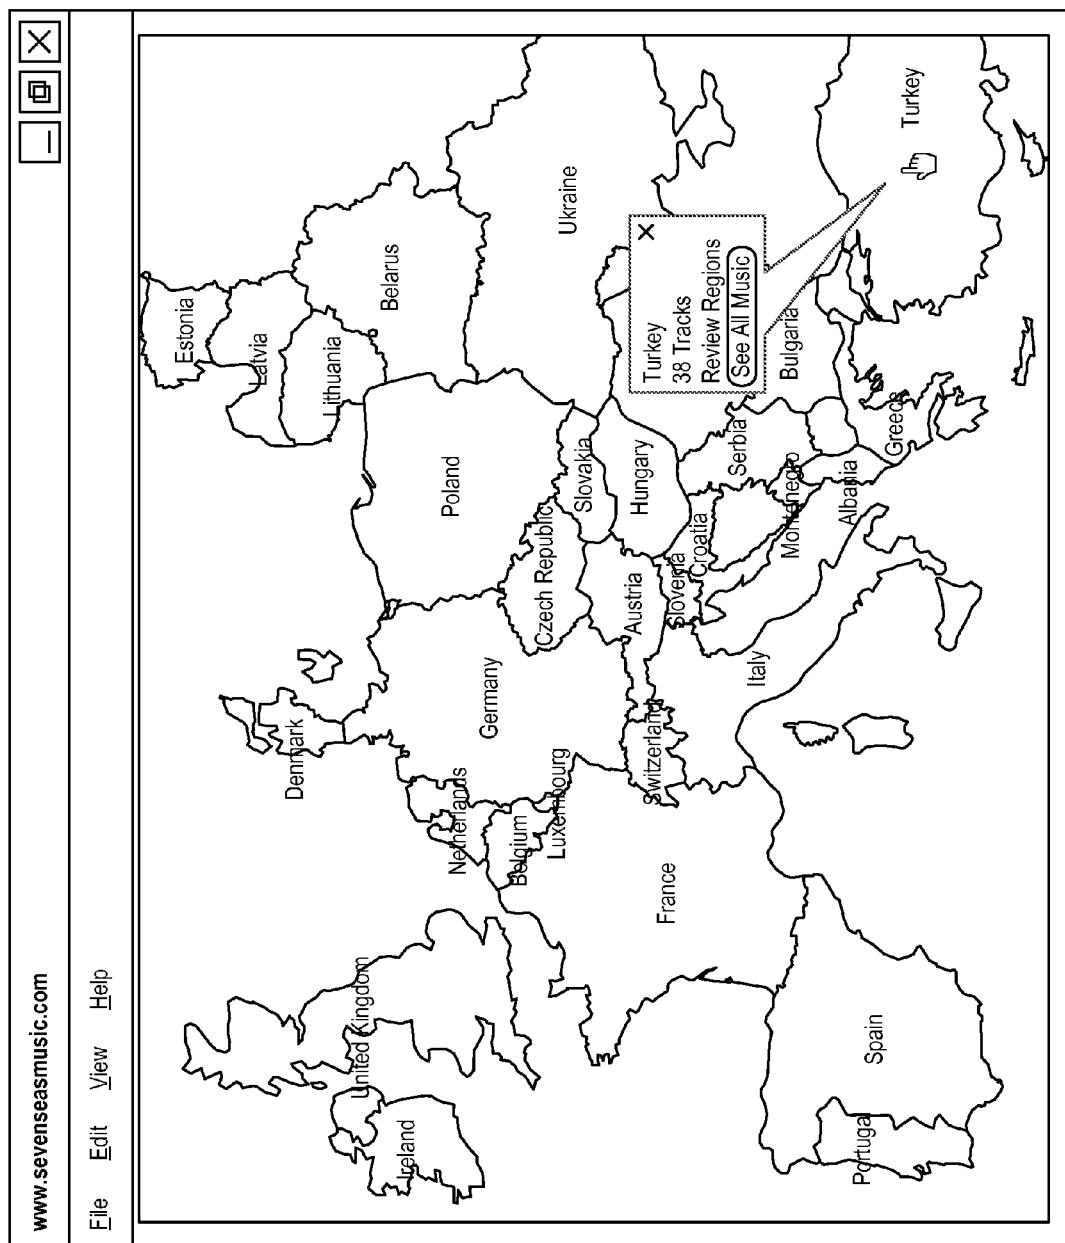 www.sevenseasmusic.com
File Edit View Help
Estonia
Latvia
Lithuania
Denmark
United Kingdom
Ireland
Belarus
Poland
Netherlands
Germany
Belgium
Luxembourg
Czech Republic
Ukraine
Slovakia
Hungary
Austria
Switzerland
France
Slovenia
Croatia
Turkey
38 Tracks
Review Regions
See All Music
Serbia
Italy
Montenegro
Bulgaria
Albania
Portugal
Spain
Greece
Turkey